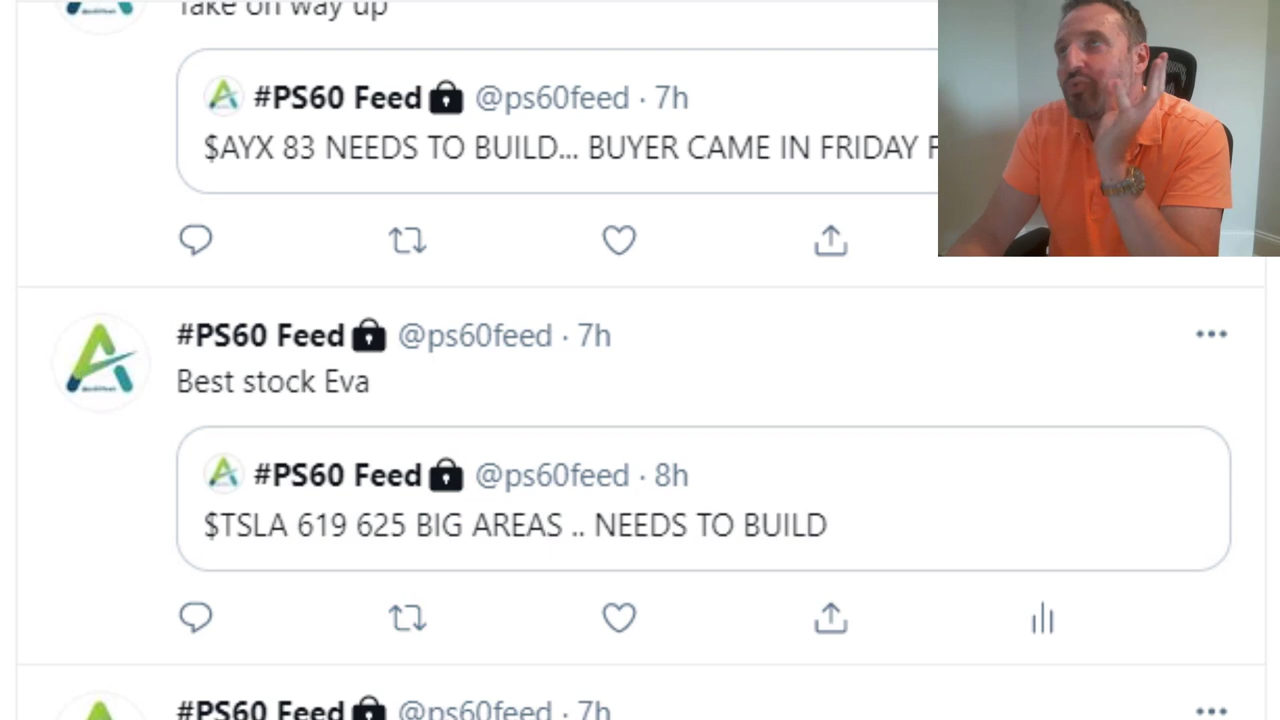 Take on way up
#PS60 Feed @ps60feed · 7h
$AYX 83 NEEDS TO BUILD... BUYER CAME IN FRIDAY
#PS60 Feed @ps60feed · 7h
Best stock Eva
#PS60 Feed @ps60feed · 8h
$TSLA 619 625 BIG AREAS .. NEEDS TO BUILD
#PS60 Feed @ps60feed · 7h